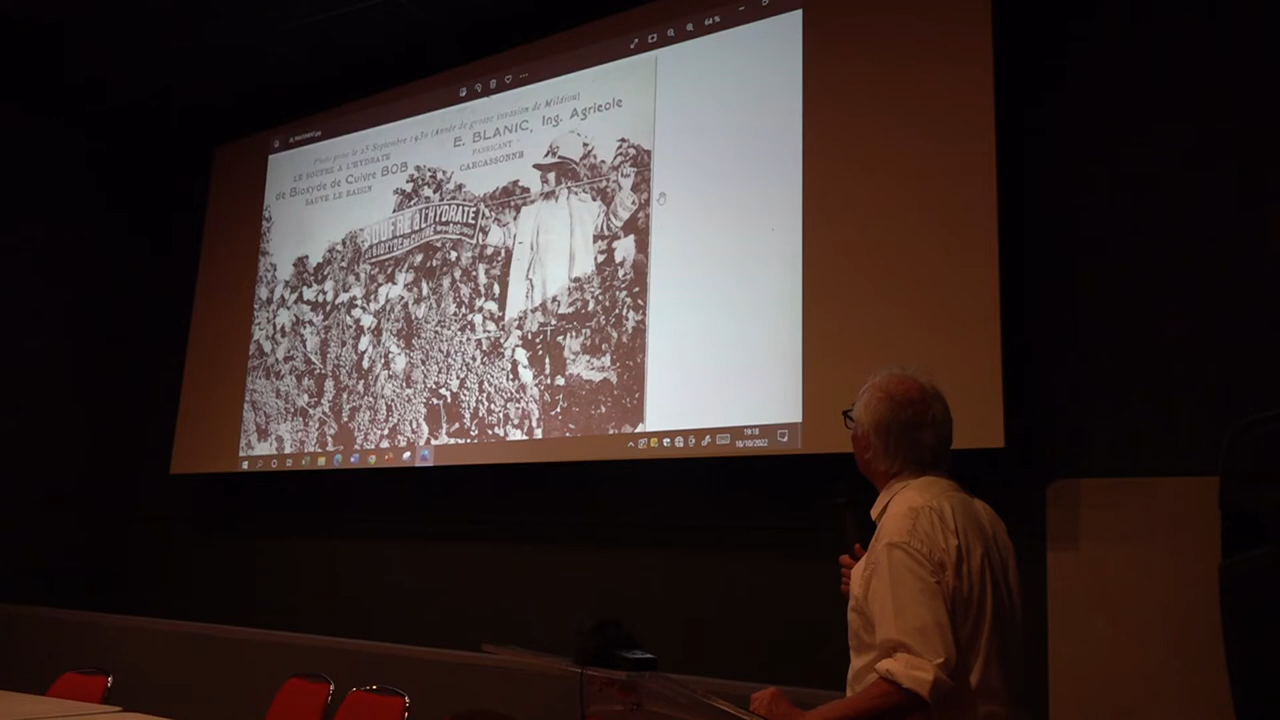 64 %
Photo prise le 25 Septembre 1930 (Année de grosse invasion de Mildiou)
LE SOUFRE A L'HYDRATE
de Bioxyde de Cuivre BOB
SAUVE LE RAISIN
E. BLANIC, Ing. Agricole
FABRICANT
CARCASSONNE
SOUFRE à L'HYDRATE
DE BIOXYDE DE CUIVRE
19:18
18/10/2022